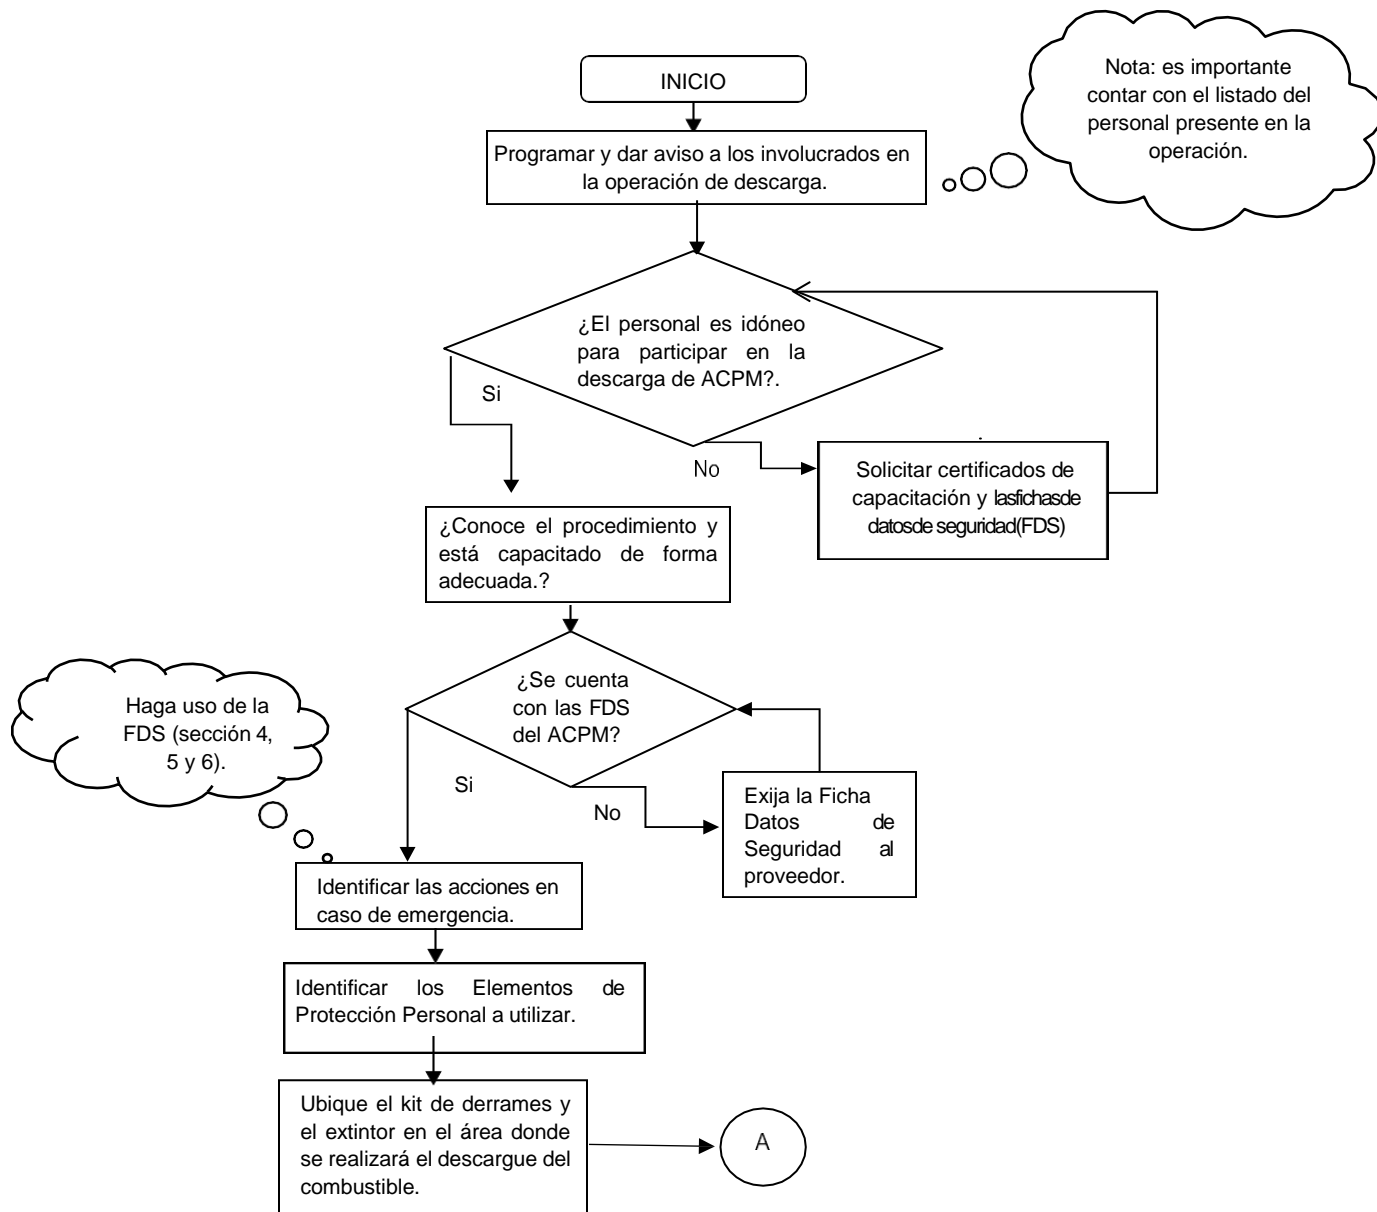 INICIO
Nota: es importante
contar con el listado del
personal presente en la
operación.
Programar y dar aviso a los involucrados en
la operación de descarga.
¿El personal es idóneo
para participar en la
descarga de ACPM?.
Si
No
Solicitar certificados de
capacitación y lasfichasde
datosde seguridad(FDS)
¿Conoce el procedimiento y
está capacitado de forma
adecuada.?
¿Se cuenta
con las FDS
del ACPM?
Haga uso de la
FDS (sección 4,
5 y 6).
Si
No
Exija la Ficha
Datos de
Seguridad al
proveedor.
Identificar las acciones en
caso de emergencia.
Identificar los Elementos de
Protección Personal a utilizar.
Ubique el kit de derrames y
el extintor en el área donde
se realizará el descargue del
combustible.
A